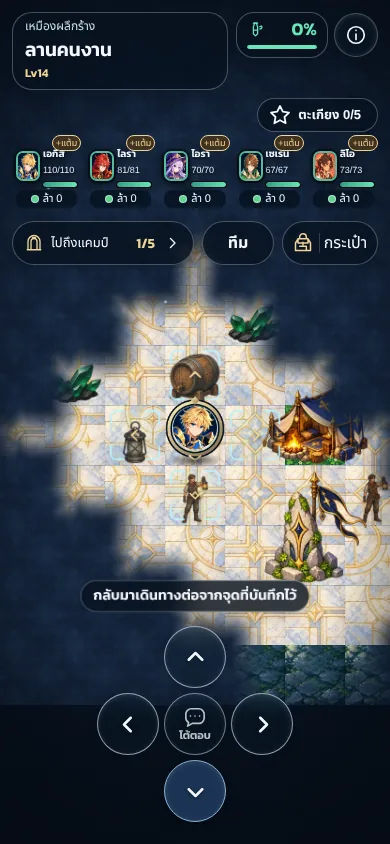 เหมืองผลึกร้าง
ลานคนงาน
Lv14
0%
ตะเกียง 0/5
+แต้ม +แต้ม +แต้ม +แต้ม +แต้ม
เอกิล ไลรา ไอรา เซเรน ลีโอ
110/110 81/81 70/70 67/67 73/73
ล้า 0 ล้า 0 ล้า 0 ล้า 0 ล้า 0
ไปถึงแคมป์ 1/5 ทีม กระเป๋า
กลับมาเดินทางต่อจากจุดที่บันทึกไว้
โต้ตอบ